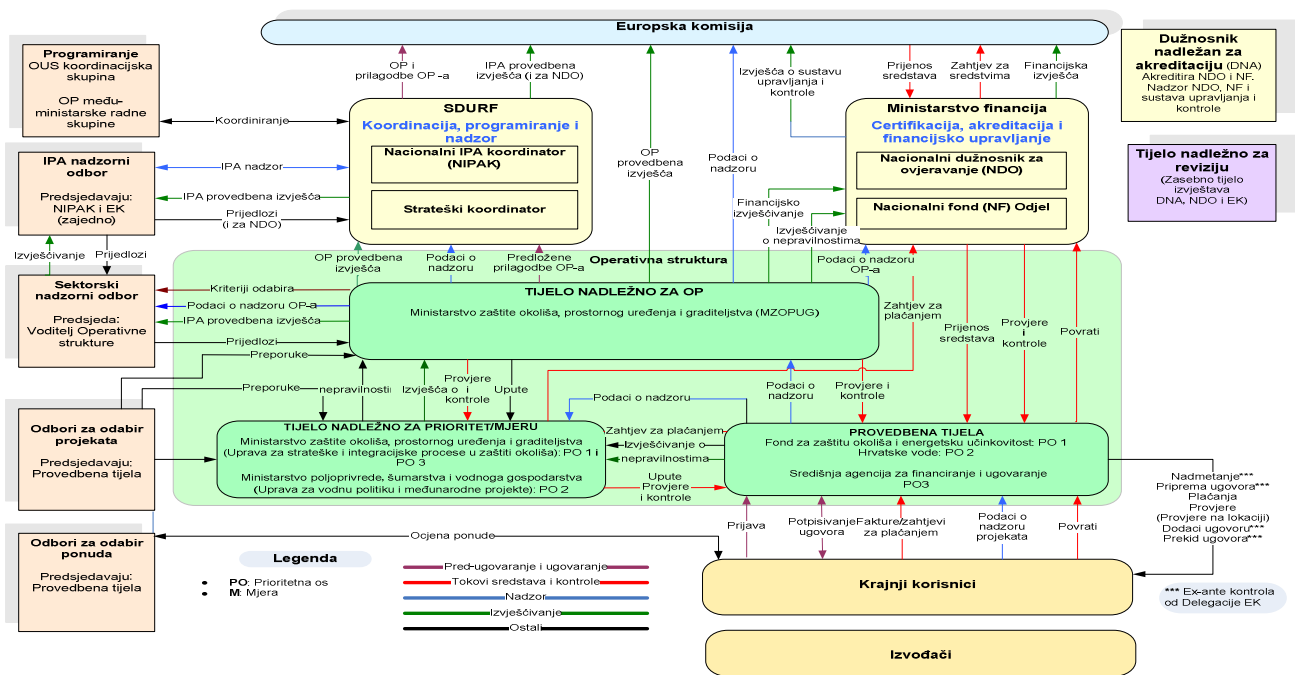 Europska komisija
Programiranje
OUS koordinacijska
skupina
OP među-
ministarske radne
skupine
IPA nadzorni
odbor
Predsjedavaju:
NIPAK i EK
(zajedno)
Izvješćivanje
Prijedlozi
Sektorski
nadzorni odbor
Predsjeda:
Voditelj Operativne
strukture
Odbori za odabir
projekata
Predsjedavaju:
Provedbena tijela
Odbori za odabir
ponuda
Predsjedavaju:
Provedbena tijela
OP i
prilagodbe OP-a
IPA provedbena
izvješća (i za NDO)
OP
provedbena
izvješća
Podaci o
nadzoru
Izvješća o sustavu
upravljanja
i kontrole
Prijenos
sredstava
Zahtjev za
sredstvima
Financijska
izvješća
Koordiniranje
IPA nadzor
IPA provedbena izvješća
Prijedlozi
(i za NDO)
SDURF
Koordinacija, programiranje i
nadzor
Nacionalni IPA koordinator
(NIPAK)
Strateški koordinator
Ministarstvo financija
Certifikacija, akreditacija i
financijsko upravljanje
Nacionalni dužnosnik za
ovjeravanje (NDO)
Nacionalni fond (NF) Odjel
Dužnosnik
nadležan za
akreditaciju (DNA)
Akreditira NDO i NF.
Nadzor NDO, NF i
sustava upravljanja i
kontrole
Tijelo nadležno za
reviziju
(Zasebno tijelo
izvještava
DNA, NDO i EK)
Financijsko
izvješćivanje
Izvješćivanje
o nepravilnostima
Operativna struktura
OP provedbena
izvješća
Podaci o
nadzoru
Predložene
prilagodbe OP-a
Podaci o nadzoru
OP-a
Kriteriji odabira
Podaci o nadzoru OP-a
IPA provedbena izvješća
Prijedlozi
Preporuke
Preporuke
TIJELO NADLEŽNO ZA OP
Ministarstvo zaštite okoliša, prostornog uređenja i graditeljstva (MZOPUG)
Zahtjev za
plaćanjem
Prijenos
sredstava
Provjere
i
kontrole
Povrati
nepravilnosti
Izvješća o
Provjere
i
kontrole
Upute
Podaci o nadzoru
Podaci o
nadzoru
Provjere i
kontrole
TIJELO NADLEŽNO ZA PRIORITET/MJERU
Ministarstvo zaštite okoliša, prostornog uređenja i graditeljstva
(Uprava za strateške i integracijske procese u zaštiti okoliša): PO 1 i
PO 3
Ministarstvo poljoprivrede, šumarstva i vodnoga gospodarstva
(Uprava za vodnu politiku i međunarodne projekte): PO 2
Zahtjev za plaćanjem
Izvješćivanje o
nepravilnostima
Upute
Provjere
i kontrole
PROVEDBENA TIJELA
Fond za zaštitu okoliša i energetsku učinkovitost: PO 1
Hrvatske vode: PO 2
Središnja agencija za financiranje i ugovaranje
PO3
Nadmetanje***
Priprema ugovora***
Plaćanja
Provjere
(Provjere na lokaciji)
Dodaci ugovoru***
Prekid ugovora***
Prijava
Potpisivanje
ugovora
Fakture/zahtjevi
za plaćanjem
Podaci o
nadzoru
projekata
Povrati
Ocjena ponude
Legenda
PO: Prioritetna os
M: Mjera
Pred-ugovaranje i ugovaranje
Tokovi sredstava i kontrole
Nadzor
Izvješćivanje
Ostali
Krajnji korisnici
*** Ex-ante kontrola
od Delegacije EK
Izvođači